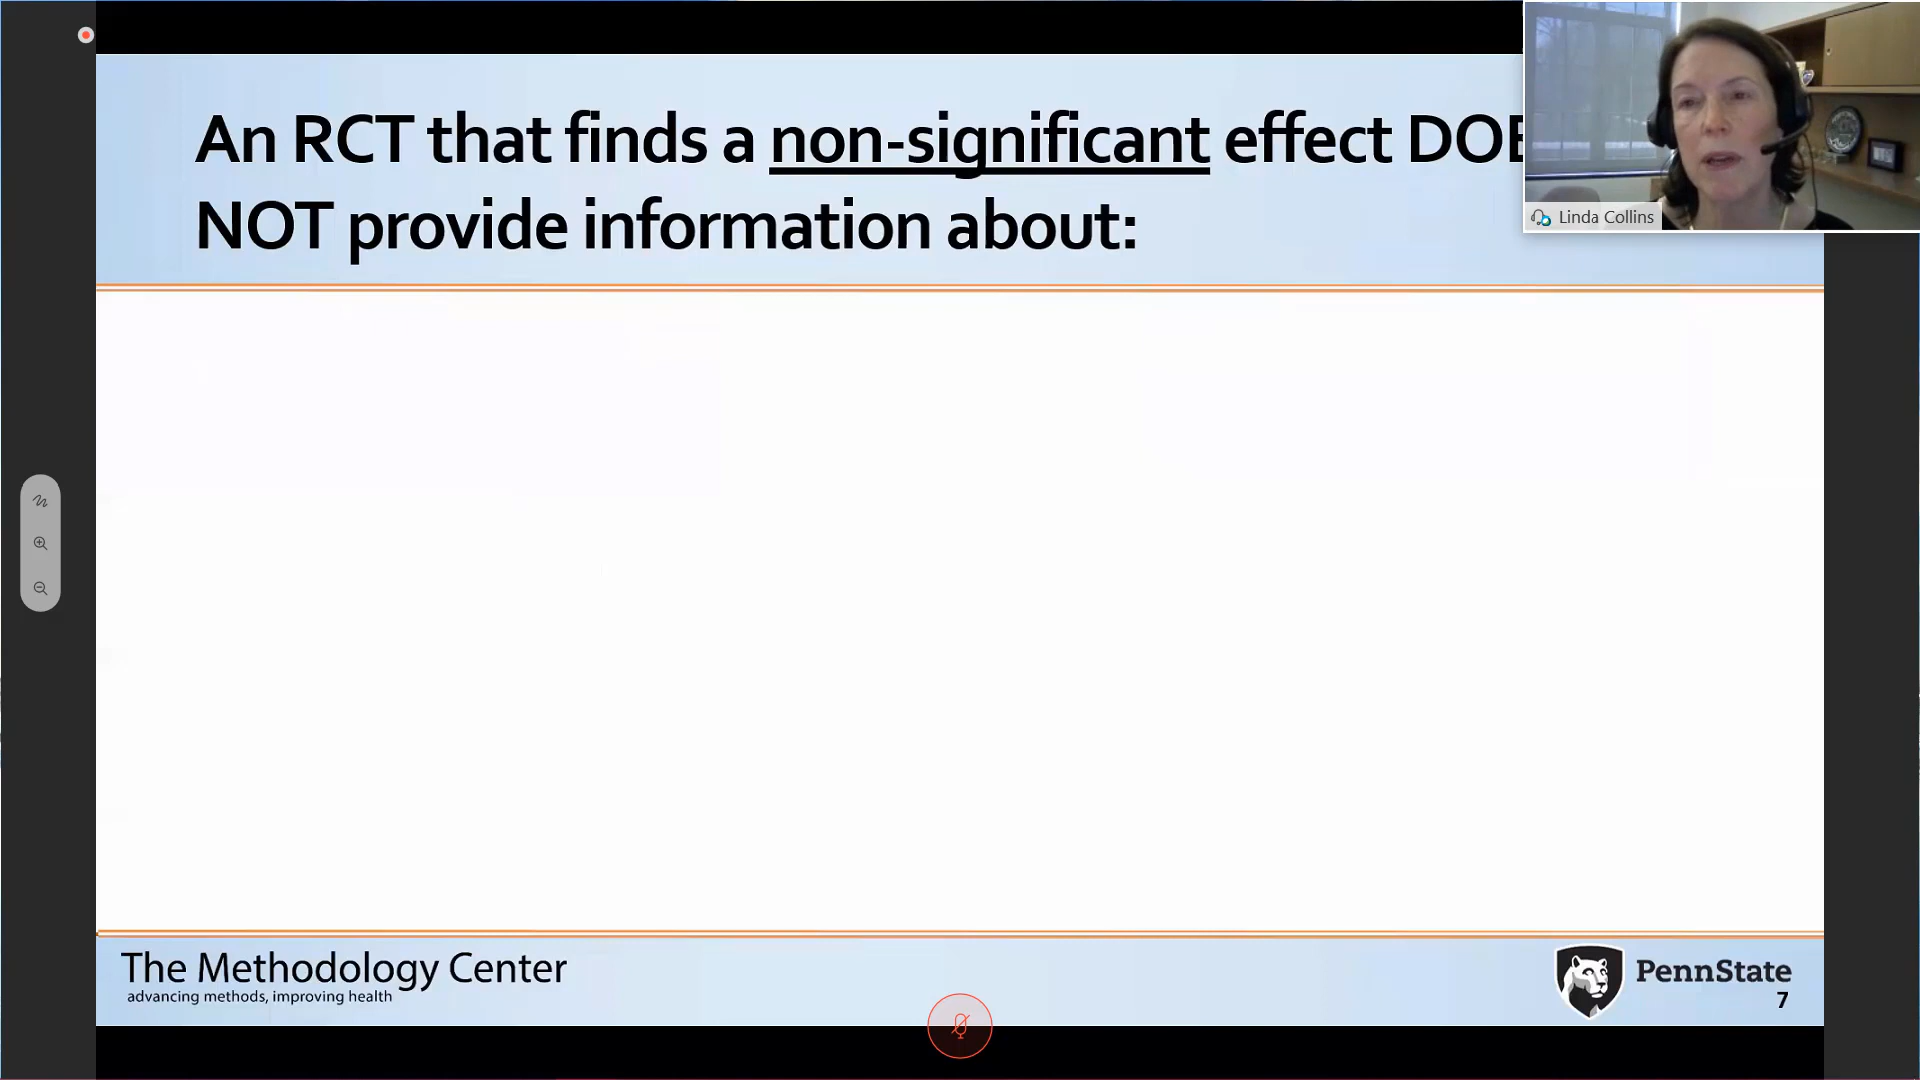 An RCT that finds a non-significant effect
NOT provide information about:
Linda Collins
The Methodology Center
advancing methods, improving health
PennState
7